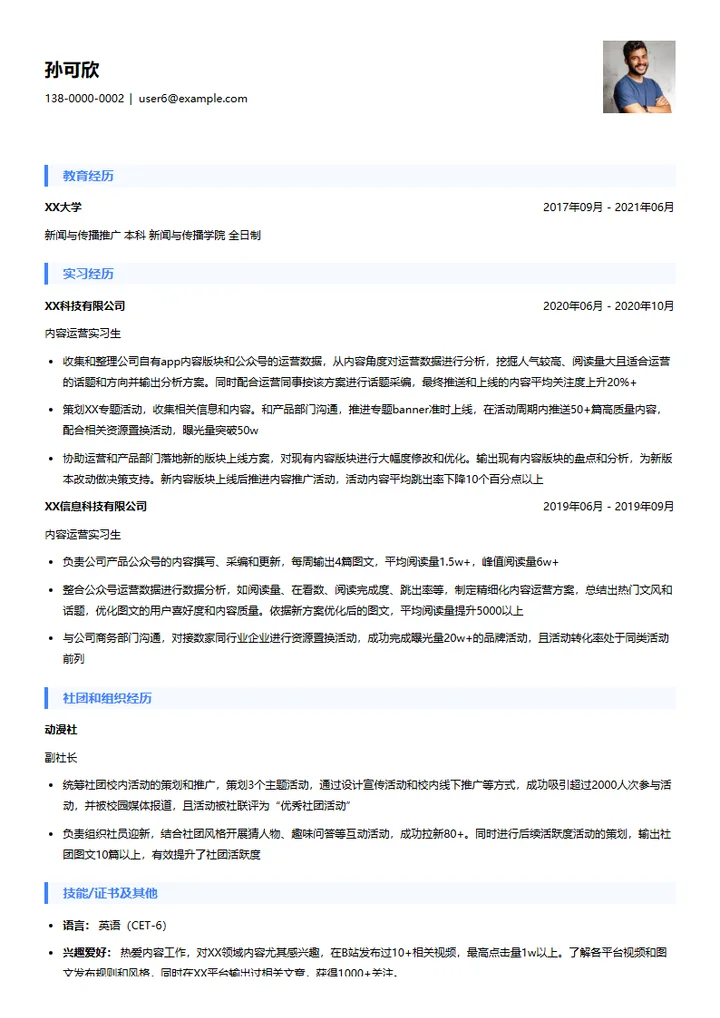 孙可欣
138-0000-0002 | user6@example.com
教育经历
XX大学 2017年09月 - 2021年06月
新闻与传播推广 本科 新闻与传播学院 全日制
实习经历
XX科技有限公司 2020年06月 - 2020年10月
内容运营实习生
• 收集和整理公司自有app内容版块和公众号的运营数据，从内容角度对运营数据进行分析，挖掘人气较高、阅读量大且适合运营
的话题和方向并输出分析方案。同时配合运营同事按该方案进行话题采编，最终推送和上线的内容平均关注度上升20%+
• 策划XX专题活动，收集相关信息和内容。和产品部门沟通，推进专题banner准时上线，在活动周期内推送50+篇高质量内容，
配合相关资源置换活动，曝光量突破50w
• 协助运营和产品部门落地新的版块上线方案，对现有内容版块进行大幅度修改和优化。输出现有内容版块的盘点和分析，为新版
本改动做决策支持。新内容版块上线后推进内容推广活动，活动内容平均跳出率下降10个百分点以上
XX信息科技有限公司 2019年06月 - 2019年09月
内容运营实习生
• 负责公司产品公众号的内容撰写、采编和更新，每周输出4篇图文，平均阅读量1.5w+，峰值阅读量6w+
• 整合公众号运营数据进行数据分析，如阅读量、在看数、阅读完成度、跳出率等，制定精细化内容运营方案，总结出热门文风和
话题，优化图文的用户喜好度和内容质量。依据新方案优化后的图文，平均阅读量提升5000以上
• 与公司商务部门沟通，对接数家同行业企业进行资源置换活动，成功完成曝光量20w+的品牌活动，且活动转化率处于同类活动
前列
社团和组织经历
动漫社
副社长
• 统筹社团校内活动的策划和推广，策划3个主题活动，通过设计宣传活动和校内线下推广等方式，成功吸引超过2000人次参与活
动，并被校园媒体报道，且活动被社联评为“优秀社团活动”
• 负责组织社员迎新，结合社团风格开展猜人物、趣味问答等互动活动，成功拉新80+。同时进行后续活跃度活动的策划，输出社
团图文10篇以上，有效提升了社团活跃度
技能/证书及其他
• 语言： 英语（CET-6）
• 兴趣爱好： 热爱内容工作，对XX领域内容尤其感兴趣，在B站发布过10+相关视频，最高点击量1w以上。了解各平台视频和图
文发布规则和风格，同时在XX平台输出过相关文章，获得1000+关注。